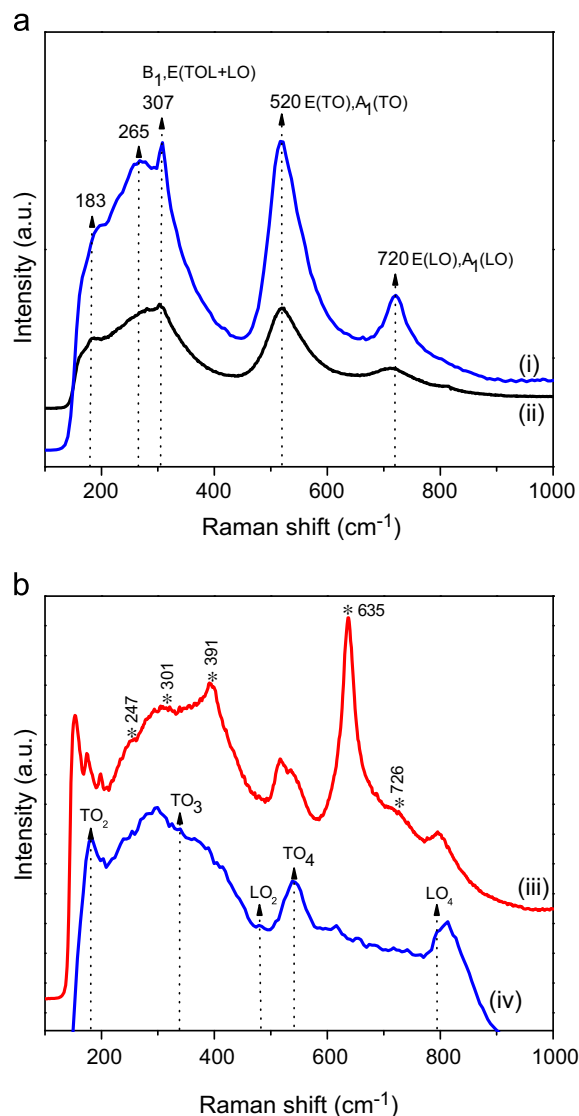 a
B₁,E(TOL+LO)
307
520 E(TO),A₁(TO)
265
183
720 E(LO),A₁(LO)
(i)
(ii)
Intensity (a.u.)
200 400 600 800 1000
Raman shift (cm⁻¹)
b
* 635
* 391
* 301
* 247
* 726
TO₂
TO₃
LO₂
TO₄
LO₄
(iii)
(iv)
Intensity (a.u.)
200 400 600 800 1000
Raman shift (cm⁻¹)